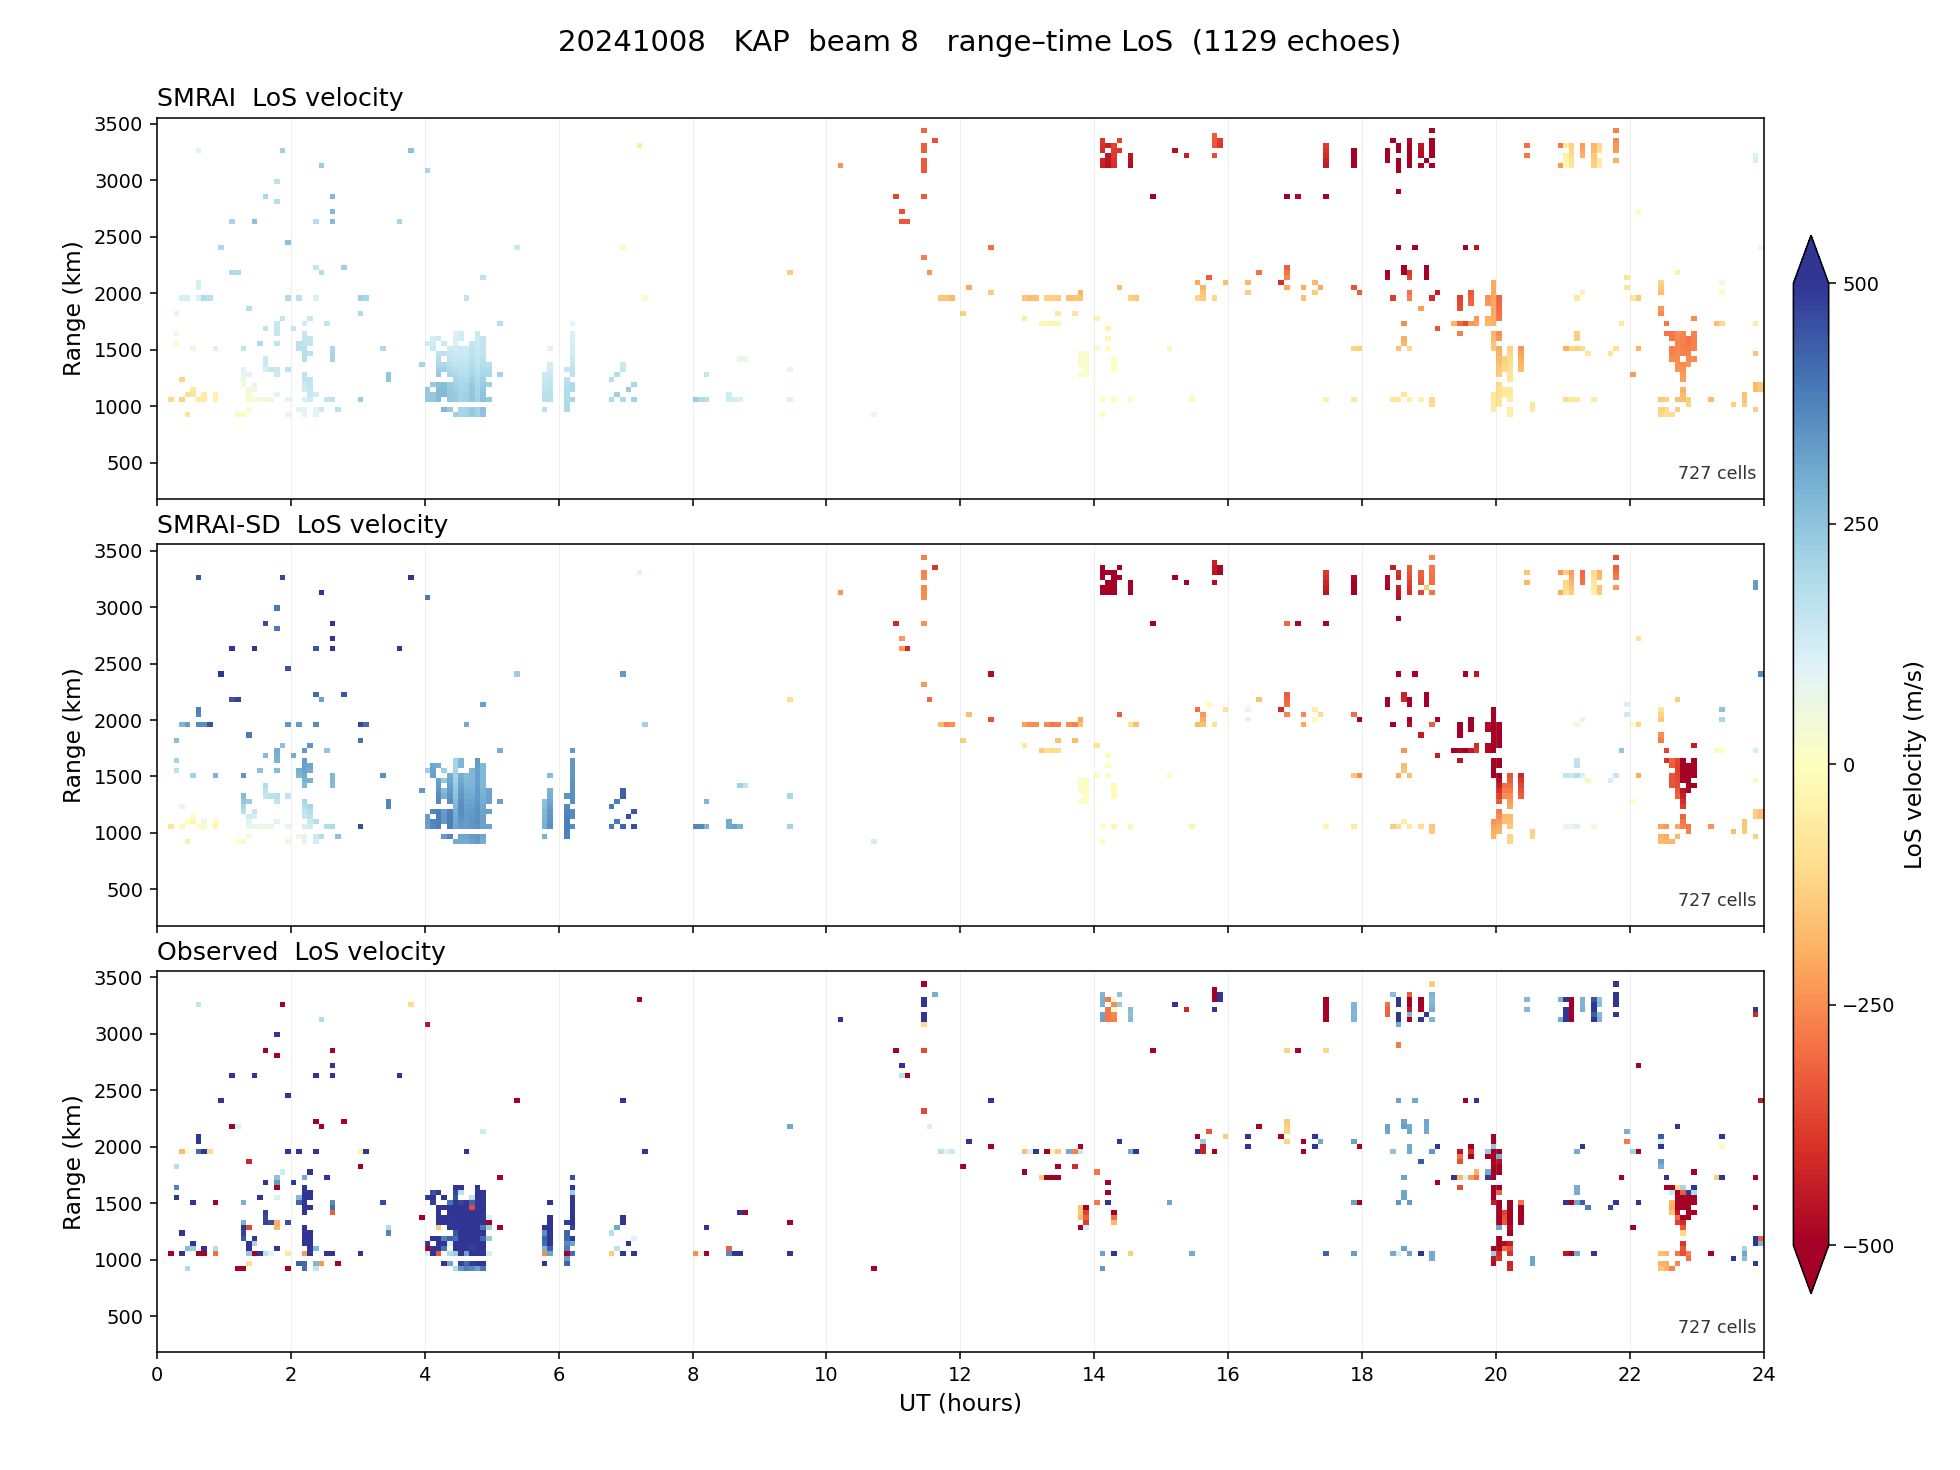 20241008   KAP  beam 8   range–time LoS  (1129 echoes)
SMRAI  LoS velocity
3500
3000
2500
2000
1500
1000
500
Range (km)
727 cells
SMRAI-SD  LoS velocity
3500
3000
2500
2000
1500
1000
500
Range (km)
727 cells
Observed  LoS velocity
3500
3000
2500
2000
1500
1000
500
Range (km)
727 cells
0 2 4 6 8 10 12 14 16 18 20 22 24
UT (hours)
500
250
0
−250
−500
LoS velocity (m/s)